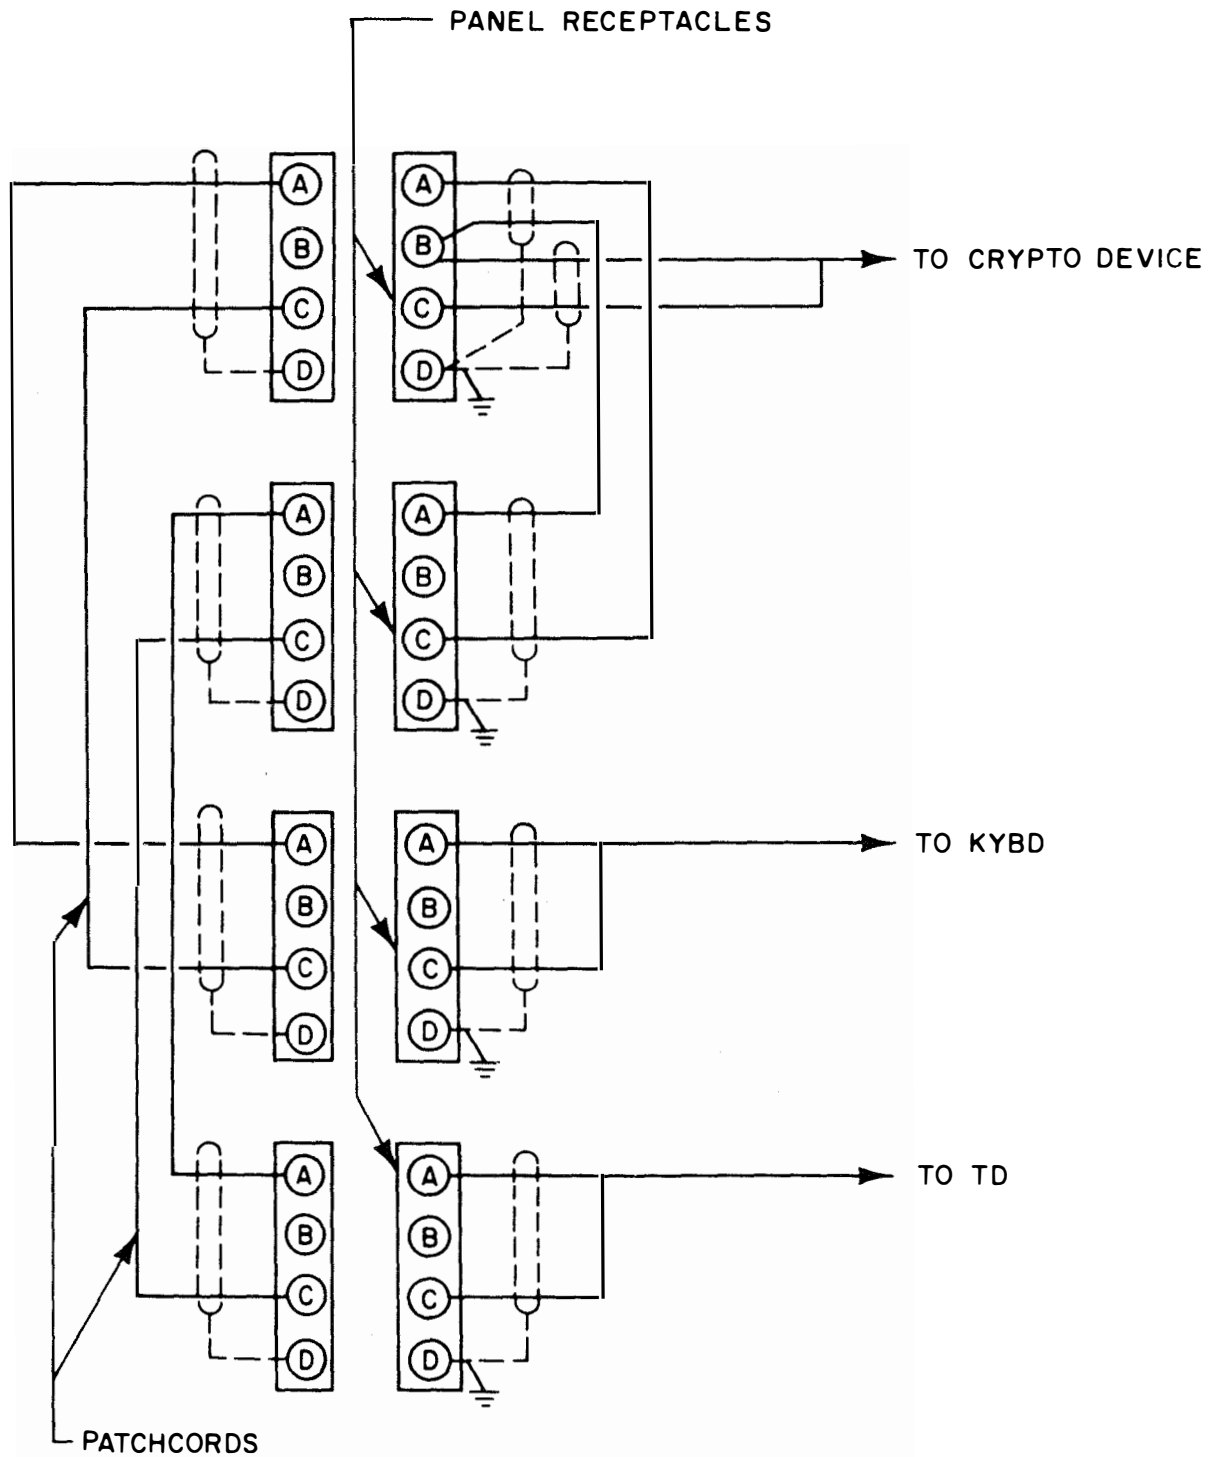 PANEL RECEPTACLES
A A
B B
TO CRYPTO DEVICE
C C
D D
A A
B B
C C
D D
A A
TO KYBD
B B
C C
D D
A A
TO TD
B B
C C
D D
PATCHCORDS